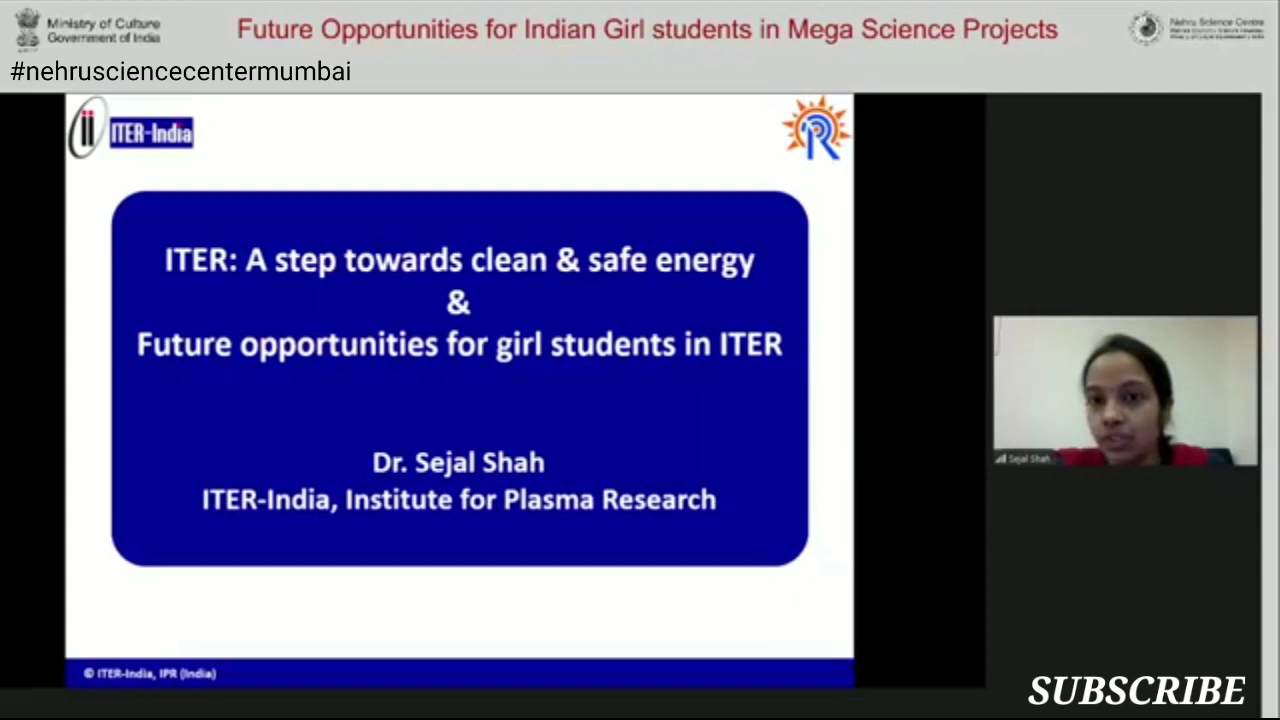 Ministry of Culture
Government of India
Future Opportunities for Indian Girl studens in Mega Science Projects
Nehru Science Centre
#nehrusciencecentermumbai
ITER-India
ITER: A step towards clean & safe energy
&
Future opportunities for girl students in ITER
Dr. Sejal Shah
ITER-India, Institute for Plasma Research
Sejal Shah
© ITER-India, IPR (India)
SUBSCRIBE